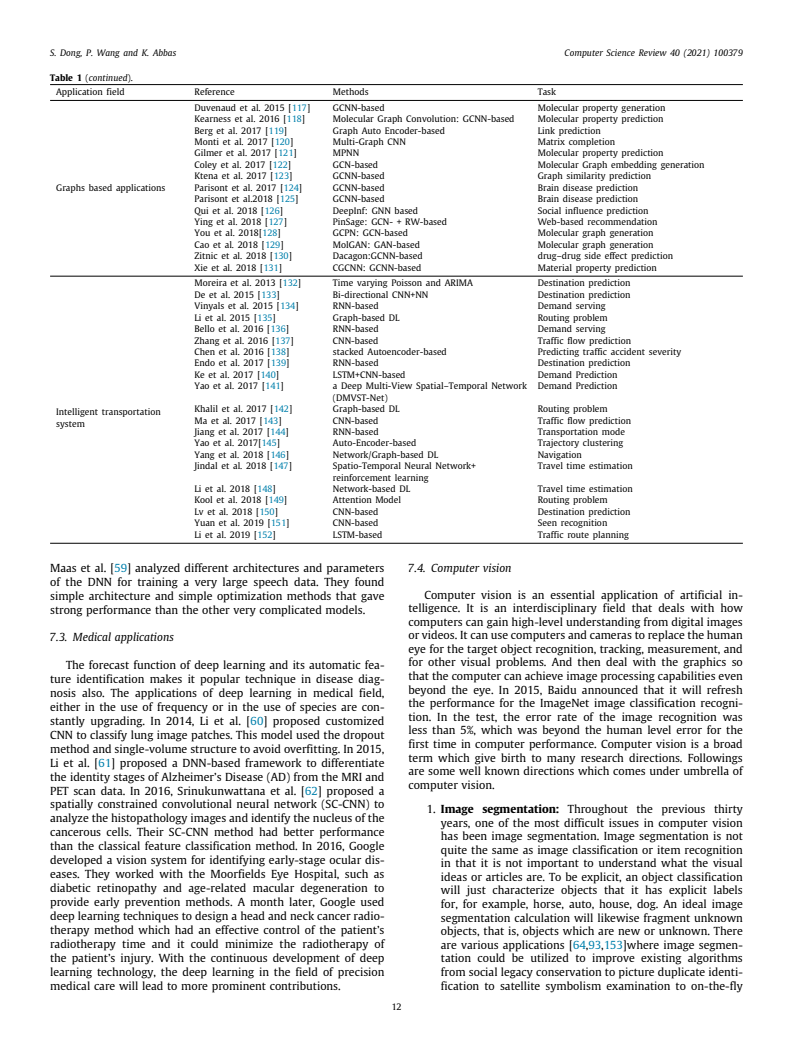 S. Dong, P. Wang and K. Abbas
Computer Science Review 40 (2021) 100379
Table 1 (continued).
Application field Reference Methods Task
Duvenaud et al. 2015 [117] GCNN-based Molecular property generation
Kearness et al. 2016 [118] Molecular Graph Convolution: GCNN-based Molecular property prediction
Berg et al. 2017 [119] Graph Auto Encoder-based Link prediction
Monti et al. 2017 [120] Multi-Graph CNN Matrix completion
Gilmer et al. 2017 [121] MPNN Molecular property prediction
Coley et al. 2017 [122] GCN-based Molecular Graph embedding generation
Ktena et al. 2017 [123] GCNN-based Graph similarity prediction
Graphs based applications Parisont et al. 2017 [124] GCNN-based Brain disease prediction
Parisont et al.2018 [125] GCNN-based Brain disease prediction
Qui et al. 2018 [126] DeepInf: GNN based Social influence prediction
Ying et al. 2018 [127] PinSage: GCN- + RW-based Web-based recommendation
You et al. 2018[128] GCPN: GCN-based Molecular graph generation
Cao et al. 2018 [129] MolGAN: GAN-based Molecular graph generation
Zitnic et al. 2018 [130] Dacagon:GCNN-based drug–drug side effect prediction
Xie et al. 2018 [131] CGCNN: GCNN-based Material property prediction
Moreira et al. 2013 [132] Time varying Poisson and ARIMA Destination prediction
De et al. 2015 [133] Bi-directional CNN+NN Destination prediction
Vinyals et al. 2015 [134] RNN-based Demand serving
Li et al. 2015 [135] Graph-based DL Routing problem
Bello et al. 2016 [136] RNN-based Demand serving
Zhang et al. 2016 [137] CNN-based Traffic flow prediction
Chen et al. 2016 [138] stacked Autoencoder-based Predicting traffic accident severity
Endo et al. 2017 [139] RNN-based Destination prediction
Ke et al. 2017 [140] LSTM+CNN-based Demand Prediction
Yao et al. 2017 [141] a Deep Multi-View Spatial–Temporal Network Demand Prediction
(DMVST-Net)
Intelligent transportation Khalil et al. 2017 [142] Graph-based DL Routing problem
system Ma et al. 2017 [143] CNN-based Traffic flow prediction
Jiang et al. 2017 [144] RNN-based Transportation mode
Yao et al. 2017[145] Auto-Encoder-based Trajectory clustering
Yang et al. 2018 [146] Network/Graph-based DL Navigation
Jindal et al. 2018 [147] Spatio-Temporal Neural Network+ Travel time estimation
reinforcement learning
Li et al. 2018 [148] Network-based DL Travel time estimation
Kool et al. 2018 [149] Attention Model Routing problem
Lv et al. 2018 [150] CNN-based Destination prediction
Yuan et al. 2019 [151] CNN-based Seen recognition
Li et al. 2019 [152] LSTM-based Traffic route planning
Maas et al. [59] analyzed different architectures and parameters
of the DNN for training a very large speech data. They found
simple architecture and simple optimization methods that gave
strong performance than the other very complicated models.
7.3. Medical applications
The forecast function of deep learning and its automatic fea-
ture identification makes it popular technique in disease diag-
nosis also. The applications of deep learning in medical field,
either in the use of frequency or in the use of species are con-
stantly upgrading. In 2014, Li et al. [60] proposed customized
CNN to classify lung image patches. This model used the dropout
method and single-volume structure to avoid overfitting. In 2015,
Li et al. [61] proposed a DNN-based framework to differentiate
the identity stages of Alzheimer's Disease (AD) from the MRI and
PET scan data. In 2016, Srinukunwattana et al. [62] proposed a
spatially constrained convolutional neural network (SC-CNN) to
analyze the histopathology images and identify the nucleus of the
cancerous cells. Their SC-CNN method had better performance
than the classical feature classification method. In 2016, Google
developed a vision system for identifying early-stage ocular dis-
eases. They worked with the Moorfields Eye Hospital, such as
diabetic retinopathy and age-related macular degeneration to
provide early prevention methods. A month later, Google used
deep learning techniques to design a head and neck cancer radio-
therapy method which had an effective control of the patient's
radiotherapy time and it could minimize the radiotherapy of
the patient's injury. With the continuous development of deep
learning technology, the deep learning in the field of precision
medical care will lead to more prominent contributions.
7.4. Computer vision
Computer vision is an essential application of artificial in-
telligence. It is an interdisciplinary field that deals with how
computers can gain high-level understanding from digital images
or videos. It can use computers and cameras to replace the human
eye for the target object recognition, tracking, measurement, and
for other visual problems. And then deal with the graphics so
that the computer can achieve image processing capabilities even
beyond the eye. In 2015, Baidu announced that it will refresh
the performance for the ImageNet image classification recogni-
tion. In the test, the error rate of the image recognition was
less than 5%, which was beyond the human level error for the
first time in computer performance. Computer vision is a broad
term which give birth to many research directions. Followings
are some well known directions which comes under umbrella of
computer vision.
1. Image segmentation: Throughout the previous thirty
years, one of the most difficult issues in computer vision
has been image segmentation. Image segmentation is not
quite the same as image classification or item recognition
in that it is not important to understand what the visual
ideas or articles are. To be explicit, an object classification
will just characterize objects that it has explicit labels
for, for example, horse, auto, house, dog. An ideal image
segmentation calculation will likewise fragment unknown
objects, that is, objects which are new or unknown. There
are various applications [64,93,153]where image segmen-
tation could be utilized to improve existing algorithms
from social legacy conservation to picture duplicate identi-
fication to satellite symbolism examination to on-the-fly
12